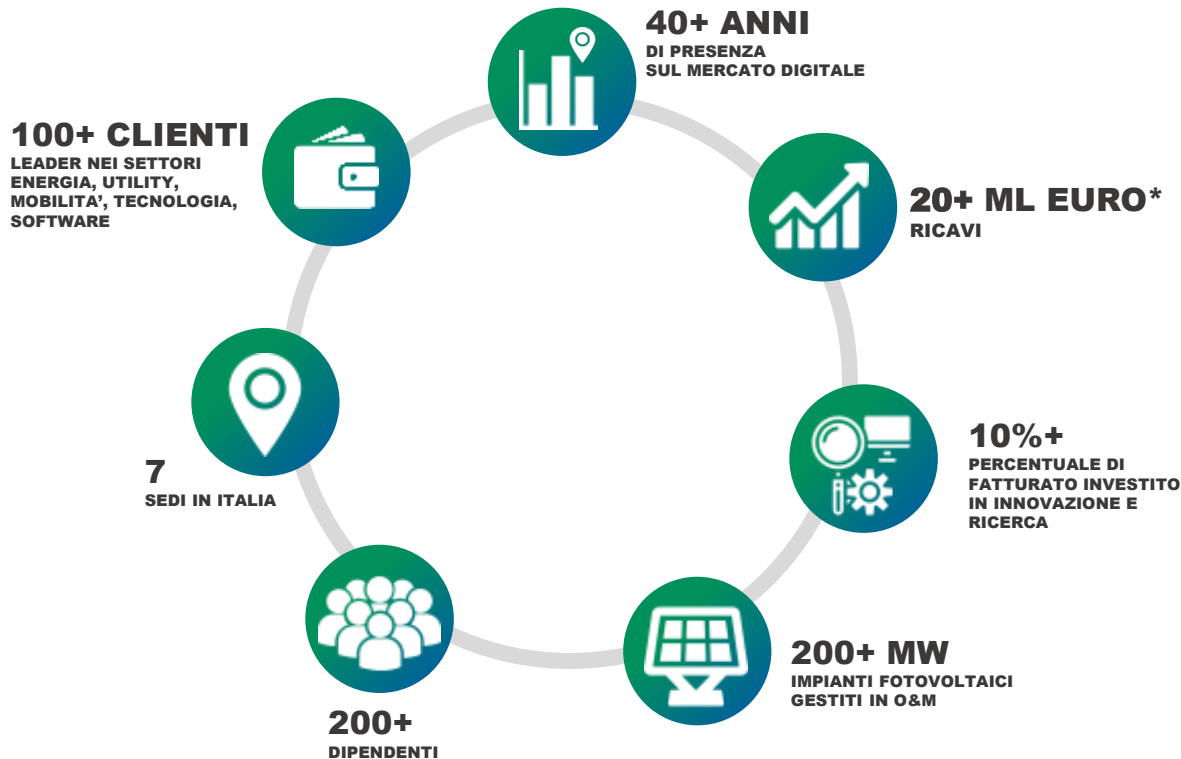 40+ ANNI
DI PRESENZA
SUL MERCATO DIGITALE
20+ ML EURO*
RICAVI
10%+
PERCENTUALE DI
FATTURATO INVESTITO
IN INNOVAZIONE E
RICERCA
200+ MW
IMPIANTI FOTOVOLTAICI
GESTITI IN O&M
200+
DIPENDENTI
7
SEDI IN ITALIA
100+ CLIENTI
LEADER NEI SETTORI
ENERGIA, UTILITY,
MOBILITA’, TECNOLOGIA,
SOFTWARE